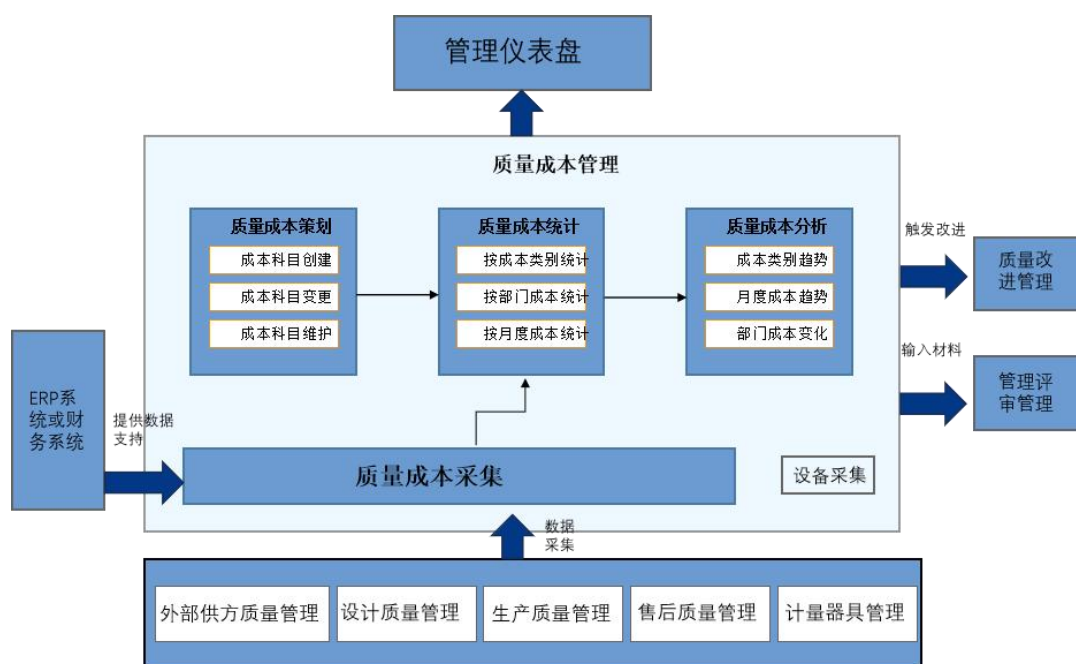 管理仪表盘
质量成本管理
质量成本策划
成本科目创建
成本科目变更
成本科目维护
质量成本统计
按成本类别统计
按部门成本统计
按月度成本统计
质量成本分析
成本类别趋势
月度成本趋势
部门成本变化
触发改进
质量改
进管理
输入材料
管理评
审管理
ERP系
统或财
务系统
提供数据
支持
质量成本采集
设备采集
数据
采集
外部供方质量管理
设计质量管理
生产质量管理
售后质量管理
计量器具管理